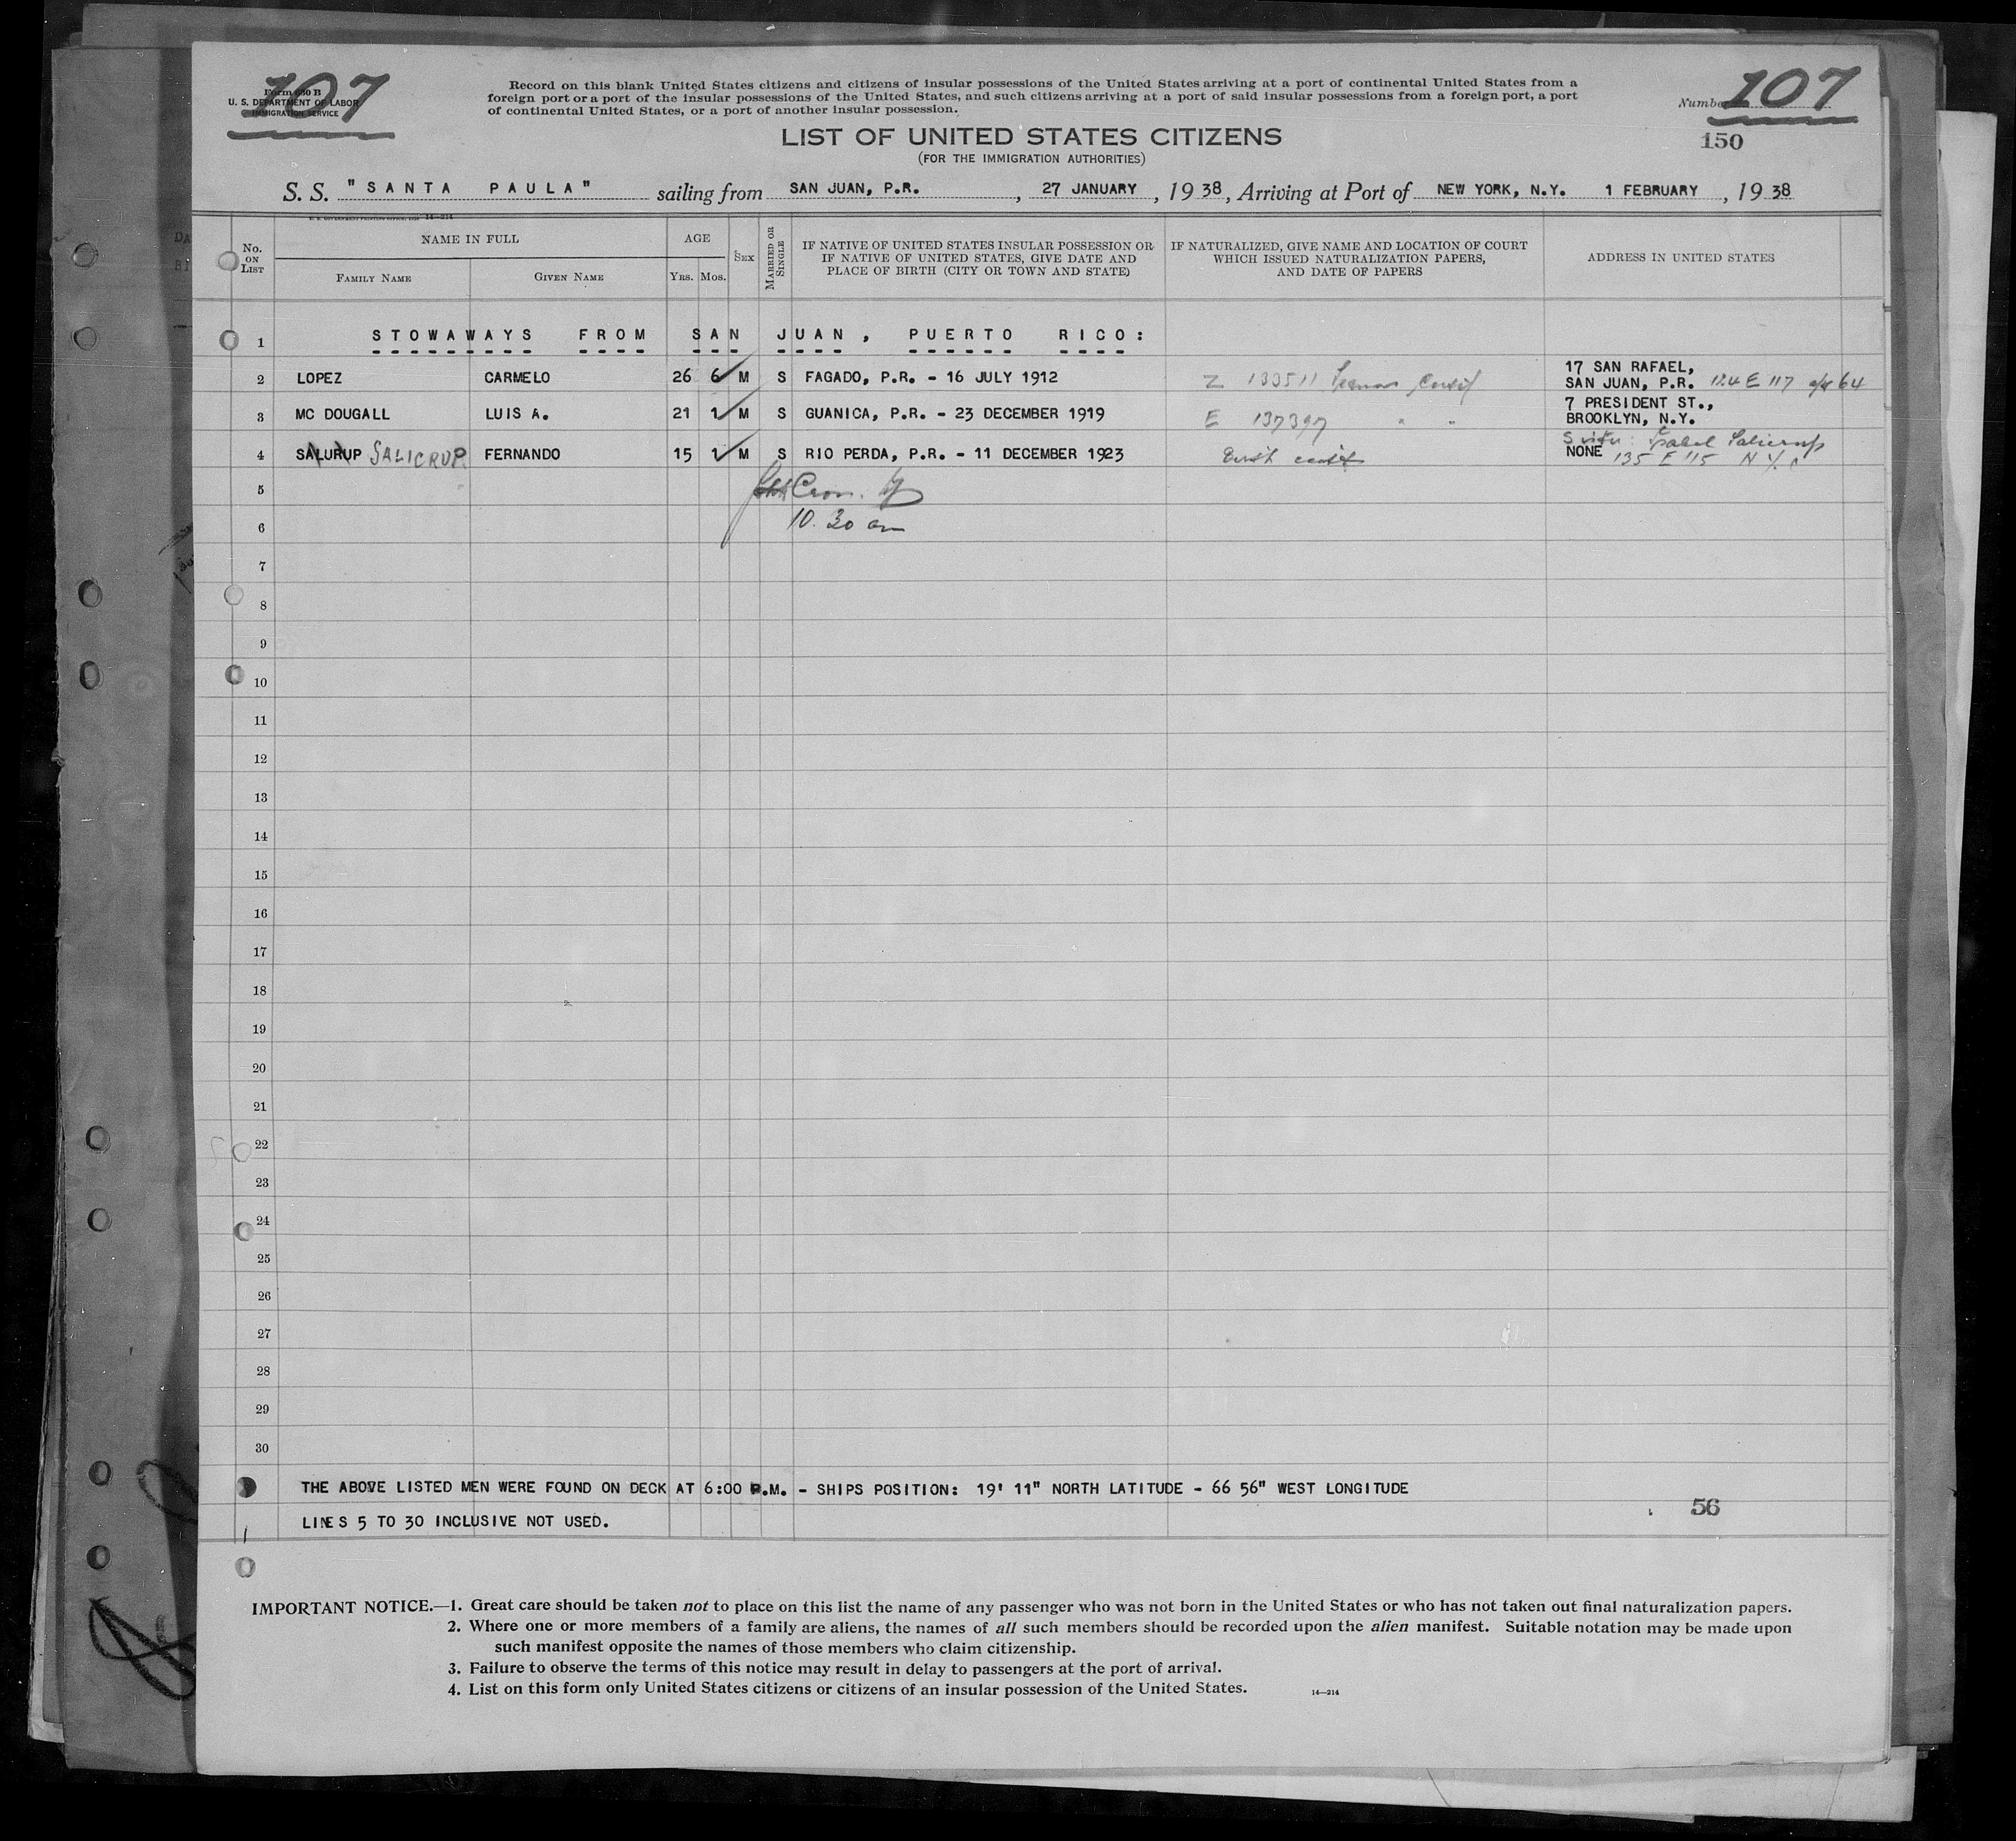 107
Form 630 B
U. S. DEPARTMENT OF LABOR
IMMIGRATION SERVICE
Record on this blank United States citizens and citizens of insular possessions of the United States arriving at a port of continental United States from a
foreign port or a port of the insular possessions of the United States, and such citizens arriving at a port of said insular possessions from a foreign port, a port
of continental United States, or a port of another insular possession.
Number 107
150
LIST OF UNITED STATES CITIZENS
(FOR THE IMMIGRATION AUTHORITIES)
S. S. "SANTA PAULA" sailing from SAN JUAN, P.R. , 27 JANUARY , 19 38, Arriving at Port of NEW YORK, N.Y. 1 FEBRUARY , 19 38
No. ON LIST
NAME IN FULL
FAMILY NAME GIVEN NAME
AGE
YRS. MOS.
SEX
MARRIED OR SINGLE
IF NATIVE OF UNITED STATES INSULAR POSSESSION OR
IF NATIVE OF UNITED STATES, GIVE DATE AND
PLACE OF BIRTH (CITY OR TOWN AND STATE)
IF NATURALIZED, GIVE NAME AND LOCATION OF COURT
WHICH ISSUED NATURALIZATION PAPERS,
AND DATE OF PAPERS
ADDRESS IN UNITED STATES
1 STOWAWAYS FROM SAN JUAN, PUERTO RICO:
2 LOPEZ CARMELO 26 6 M S FAGADO, P.R. - 16 JULY 1912 133511 17 SAN RAFAEL,
SAN JUAN, P.R. 124 E 117 64
3 MC DOUGALL LUIS A. 21 1 M S GUANICA, P.R. - 23 DECEMBER 1919 E 137397 " " 7 PRESIDENT ST.,
BROOKLYN, N.Y.
4 SALURUP SALICRUP FERNANDO 15 1 M S RIO PERDA, P.R. - 11 DECEMBER 1923 Isabel Salicrup
NONE 135 E 115 N Y C
5
6 10.30 am
7
8
9
10
11
12
13
14
15
16
17
18
19
20
21
22
23
24
25
26
27
28
29
30
THE ABOVE LISTED MEN WERE FOUND ON DECK AT 6:00 P.M. - SHIPS POSITION: 19' 11" NORTH LATITUDE - 66 56" WEST LONGITUDE
56
LINES 5 TO 30 INCLUSIVE NOT USED.
IMPORTANT NOTICE.—1. Great care should be taken not to place on this list the name of any passenger who was not born in the United States or who has not taken out final naturalization papers.
2. Where one or more members of a family are aliens, the names of all such members should be recorded upon the alien manifest. Suitable notation may be made upon
such manifest opposite the names of those members who claim citizenship.
3. Failure to observe the terms of this notice may result in delay to passengers at the port of arrival.
4. List on this form only United States citizens or citizens of an insular possession of the United States. 14—214